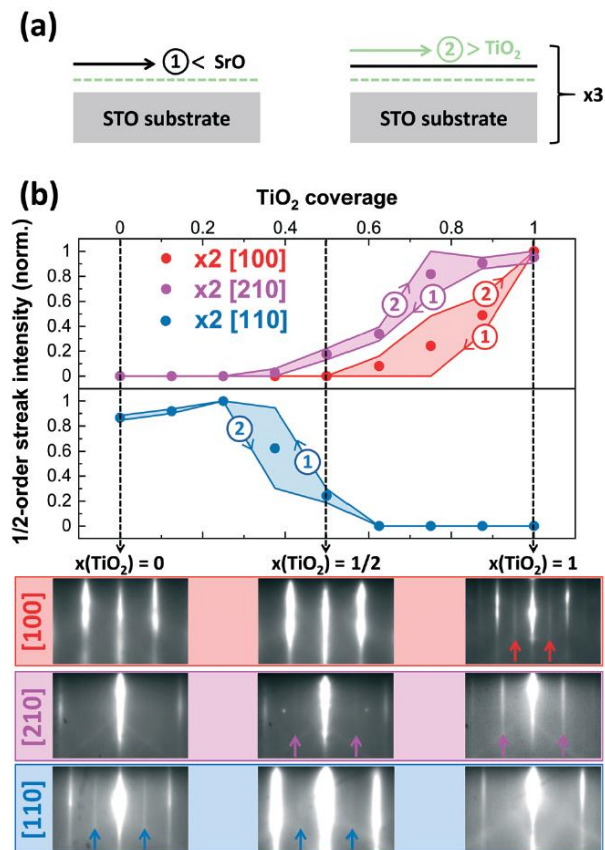 (a)
① < SrO
② > TiO₂
STO substrate
STO substrate
x3
(b)
TiO₂ coverage
0 0.2 0.4 0.6 0.8 1
1/2-order streak intensity (norm.)
1
0.8
0.6
0.4
0.2
0
x2 [100]
x2 [210]
x2 [110]
②
①
②
①
1
0.8
0.6
0.4
0.2
0
②
①
x(TiO₂) = 0
x(TiO₂) = 1/2
x(TiO₂) = 1
[100]
[210]
[110]